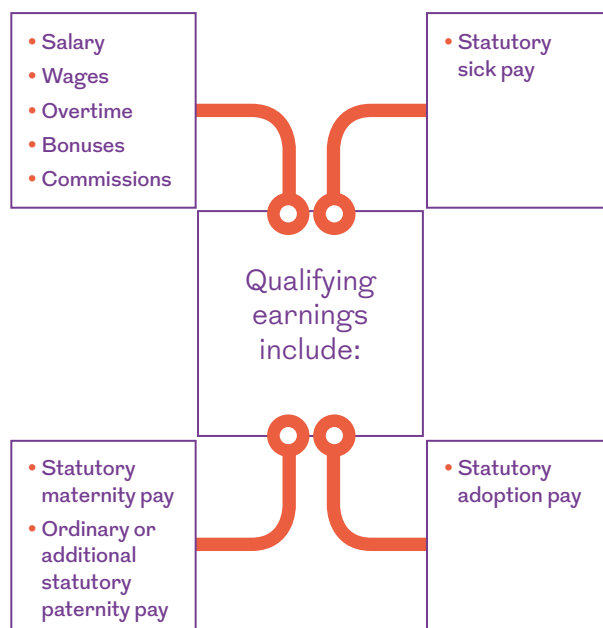 • Salary
• Wages
• Overtime
• Bonuses
• Commissions
• Statutory
sick pay
Qualifying
earnings
include:
• Statutory
maternity pay
• Ordinary or
additional
statutory
paternity pay
• Statutory
adoption pay